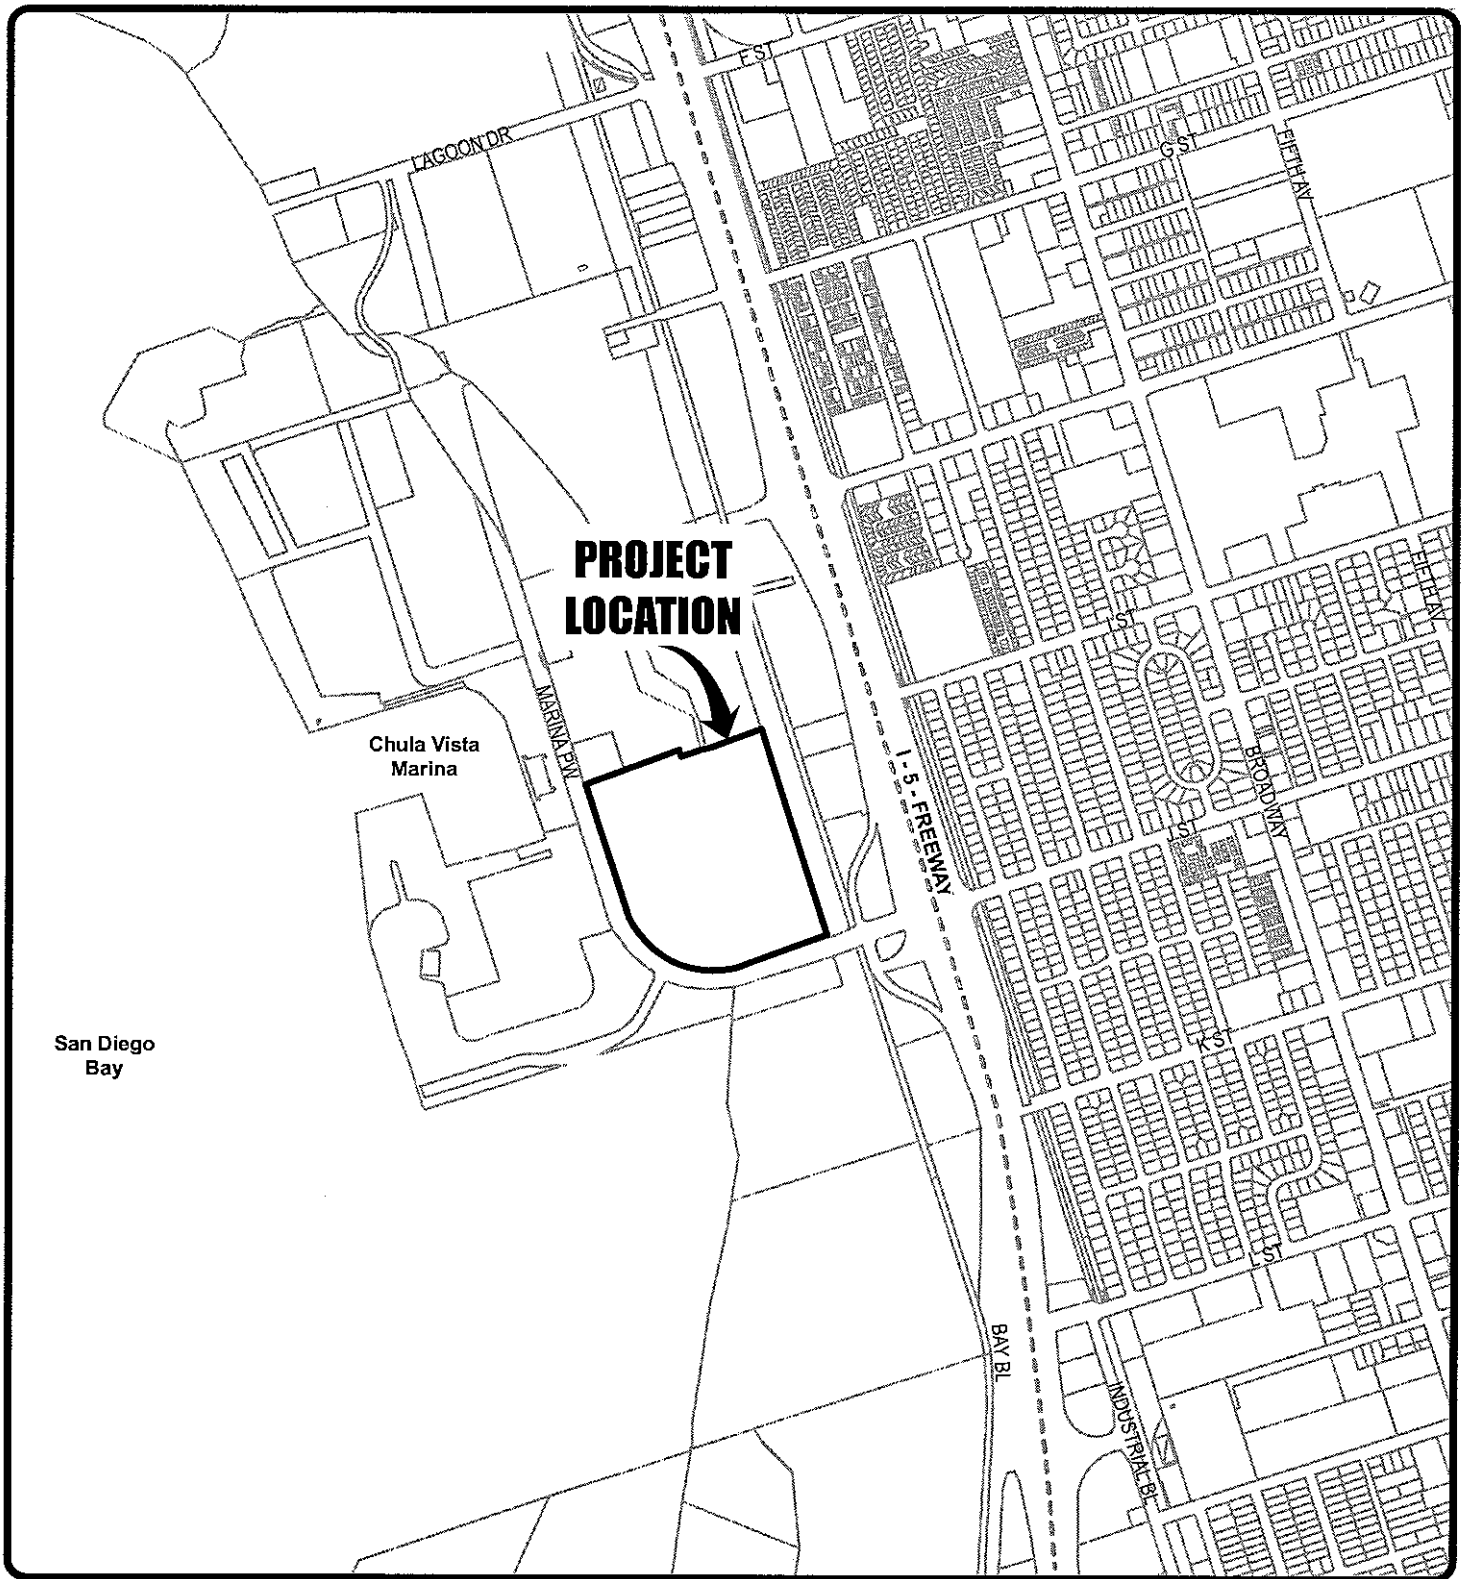 F ST
LAGOON DR
G ST
FIFTH AV
PROJECT
LOCATION
FIFTH AV
I ST
MARINA PW
Chula Vista
Marina
I - 5 - FREEWAY
BROADWAY
J ST
San Diego
Bay
K ST
L ST
BAY BL
INDUSTRIAL BL